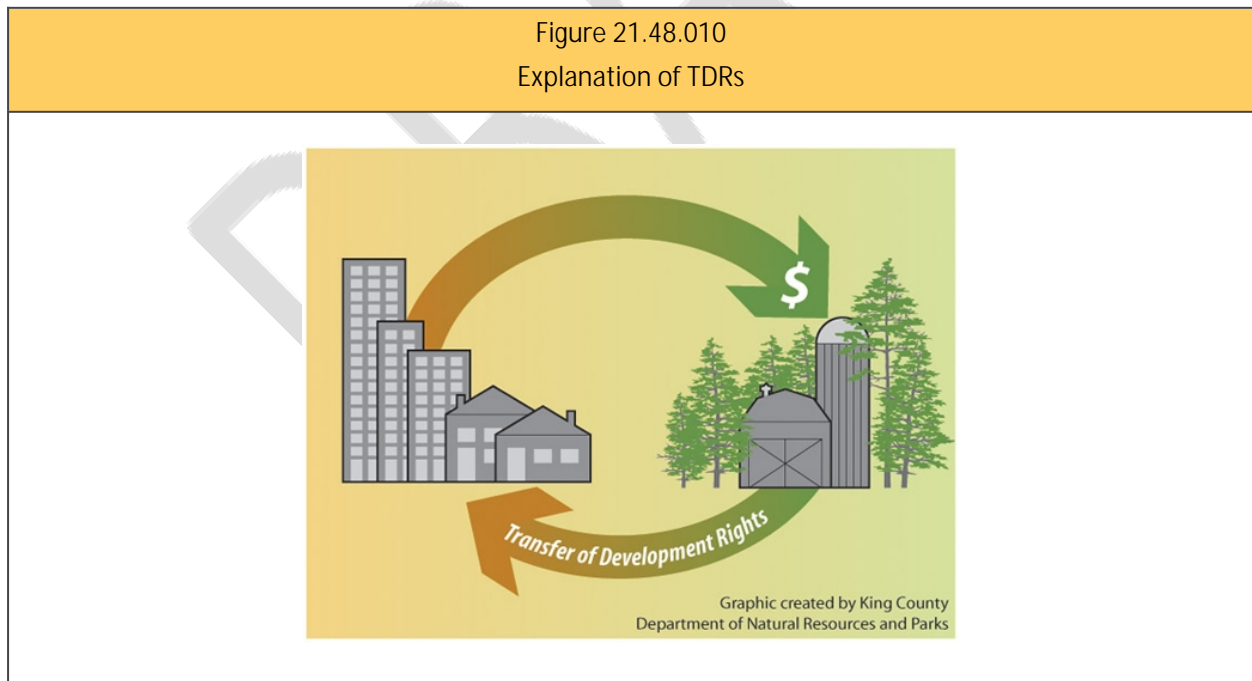 Figure 21.48.010
Explanation of TDRs
$
Transfer of Development Rights
Graphic created by King County
Department of Natural Resources and Parks